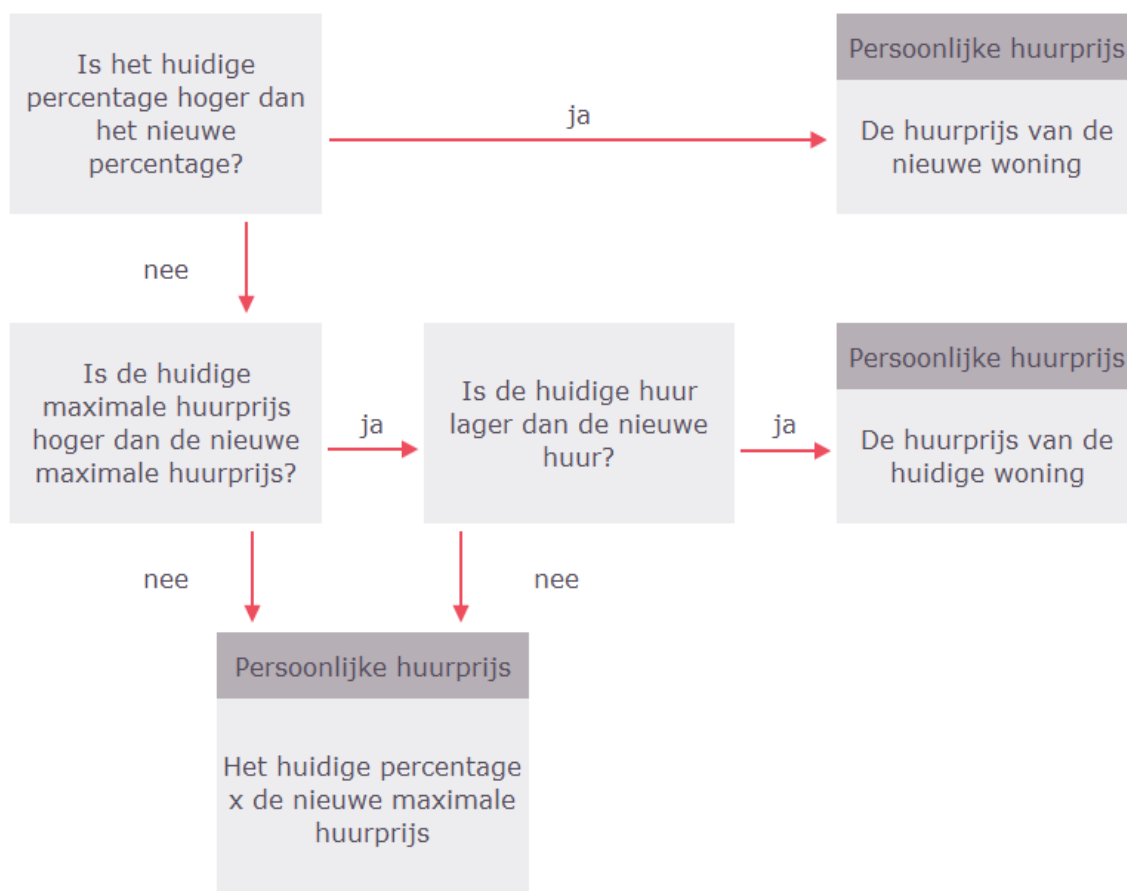 Is het huidige
percentage hoger dan
het nieuwe
percentage?
ja
Persoonlijke huurprijs
De huurprijs van de
nieuwe woning
nee
Is de huidige
maximale huurprijs
hoger dan de nieuwe
maximale huurprijs?
ja
Is de huidige huur
lager dan de nieuwe
huur?
ja
Persoonlijke huurprijs
De huurprijs van de
huidige woning
nee
nee
Persoonlijke huurprijs
Het huidige percentage
x de nieuwe maximale
huurprijs